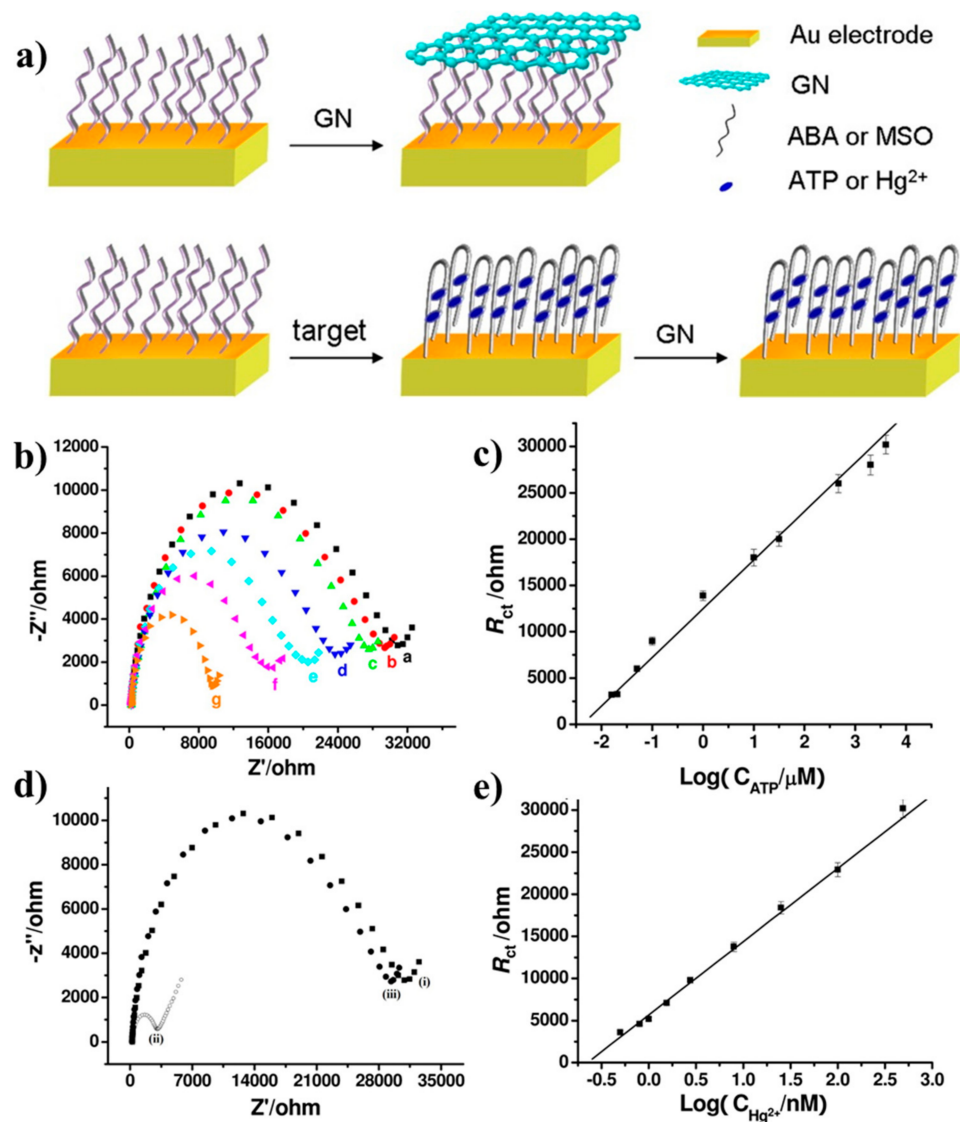 a)
GN
Au electrode
GN
ABA or MSO
ATP or Hg²⁺
target
GN
b)
12000
10000
8000
6000
4000
2000
0
-Z''/ohm
0 8000 16000 24000 32000
Z'/ohm
a
b
c
d
e
f
g
c)
30000
25000
20000
15000
10000
5000
0
R_ct /ohm
-2 -1 0 1 2 3 4
Log( C_ATP/μM)
d)
10000
8000
6000
4000
2000
0
-z''/ohm
0 7000 14000 21000 28000 35000
Z'/ohm
(i)
(ii)
(iii)
e)
30000
25000
20000
15000
10000
5000
0
R_ct /ohm
-0.5 0.0 0.5 1.0 1.5 2.0 2.5 3.0
Log( C_Hg²⁺/nM)